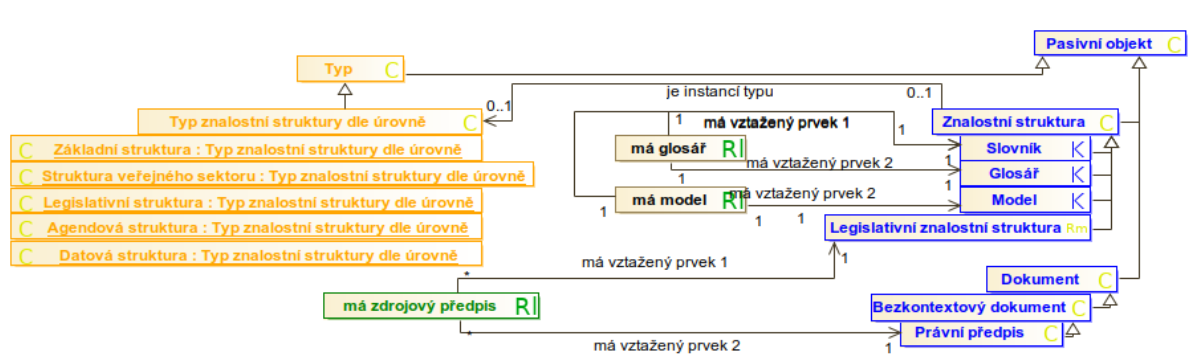 Pasivní objekt C
Typ C
je instancí typu
0..1
0..1
Typ znalostní struktury dle úrovně C
Znalostní struktura C
1
má vztažený prvek 1
1
C Základní struktura : Typ znalostní struktury dle úrovně
má glosář RI
Slovník K
má vztažený prvek 2
1
C Struktura veřejného sektoru : Typ znalostní struktury dle úrovně
Glosář K
1
1
má vztažený prvek 2
C Legislativní struktura : Typ znalostní struktury dle úrovně
má model RI
Model K
1
1
1
C Agendová struktura : Typ znalostní struktury dle úrovně
Legislativní znalostní struktura Rm
C Datová struktura : Typ znalostní struktury dle úrovně
má vztažený prvek 1
1
*
Dokument C
má zdrojový předpis RI
Bezkontextový dokument C
*
Právní předpis C
má vztažený prvek 2
1